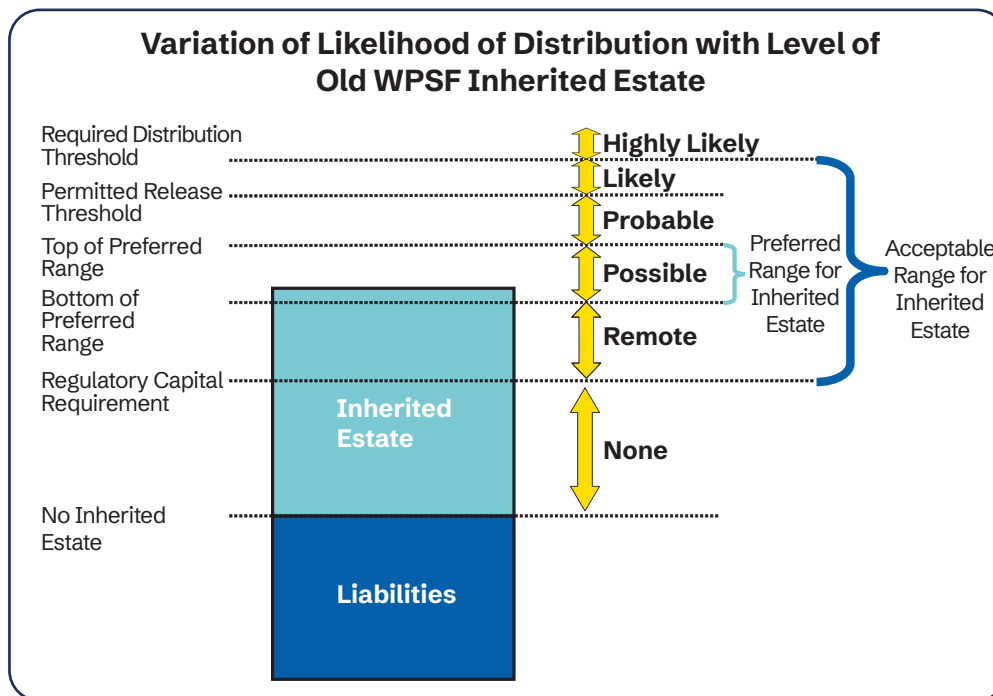 Variation of Likelihood of Distribution with Level of
Old WPSF Inherited Estate
Required Distribution
Threshold
Highly Likely
Likely
Permitted Release
Threshold
Probable
Top of Preferred
Range
Possible
Bottom of
Preferred
Range
Remote
Regulatory Capital
Requirement
None
No Inherited
Estate
Inherited
Estate
Liabilities
Preferred
Range for
Inherited
Estate
Acceptable
Range for
Inherited
Estate